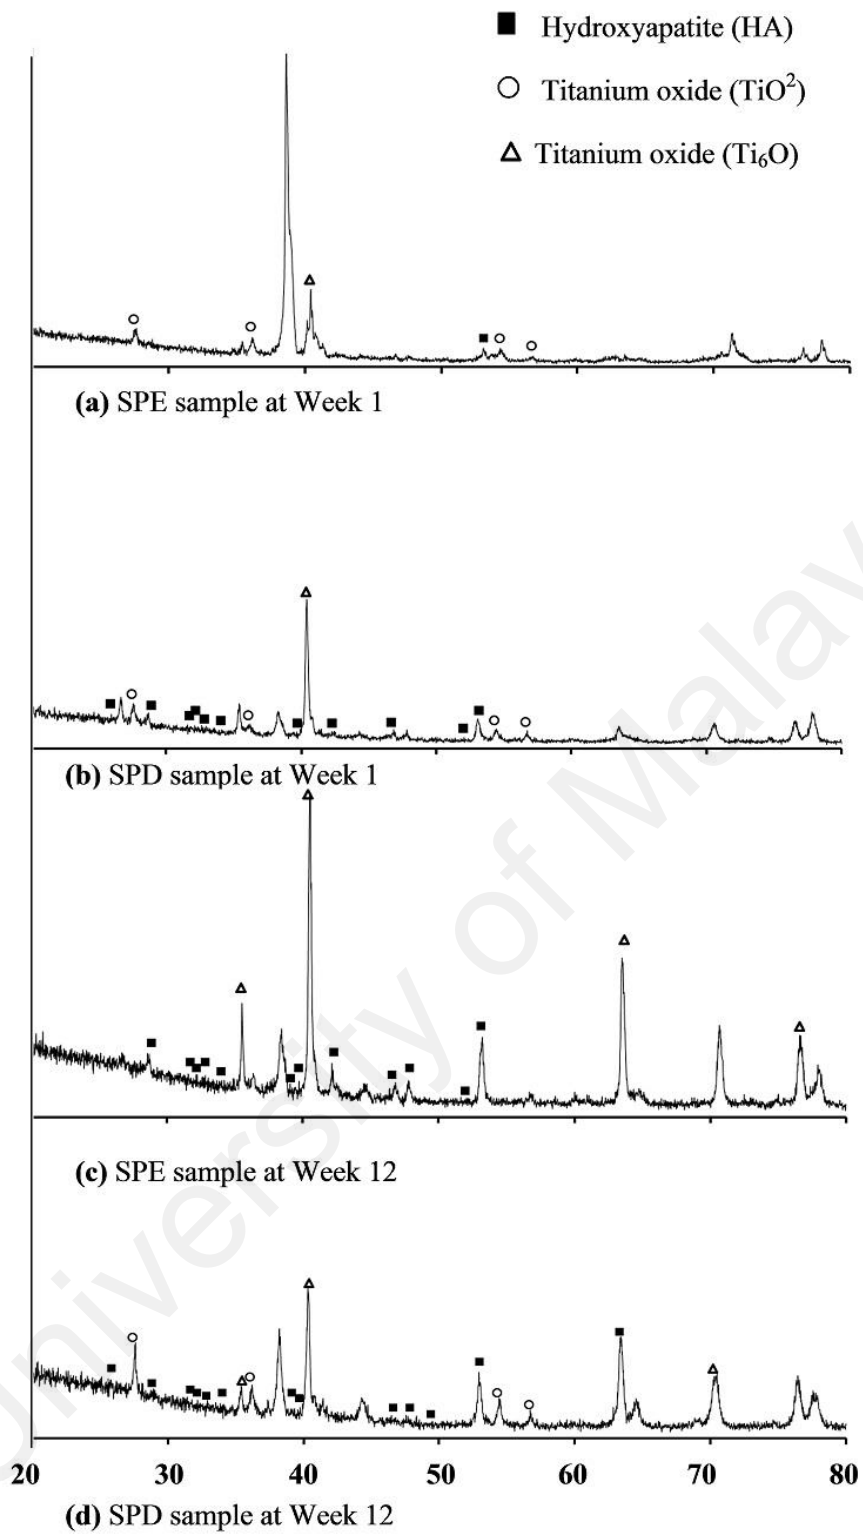 ■ Hydroxyapatite (HA)
○ Titanium oxide (TiO²)
△ Titanium oxide (Ti₆O)
(a) SPE sample at Week 1
(b) SPD sample at Week 1
(c) SPE sample at Week 12
20 30 40 50 60 70 80
(d) SPD sample at Week 12
University of Malay